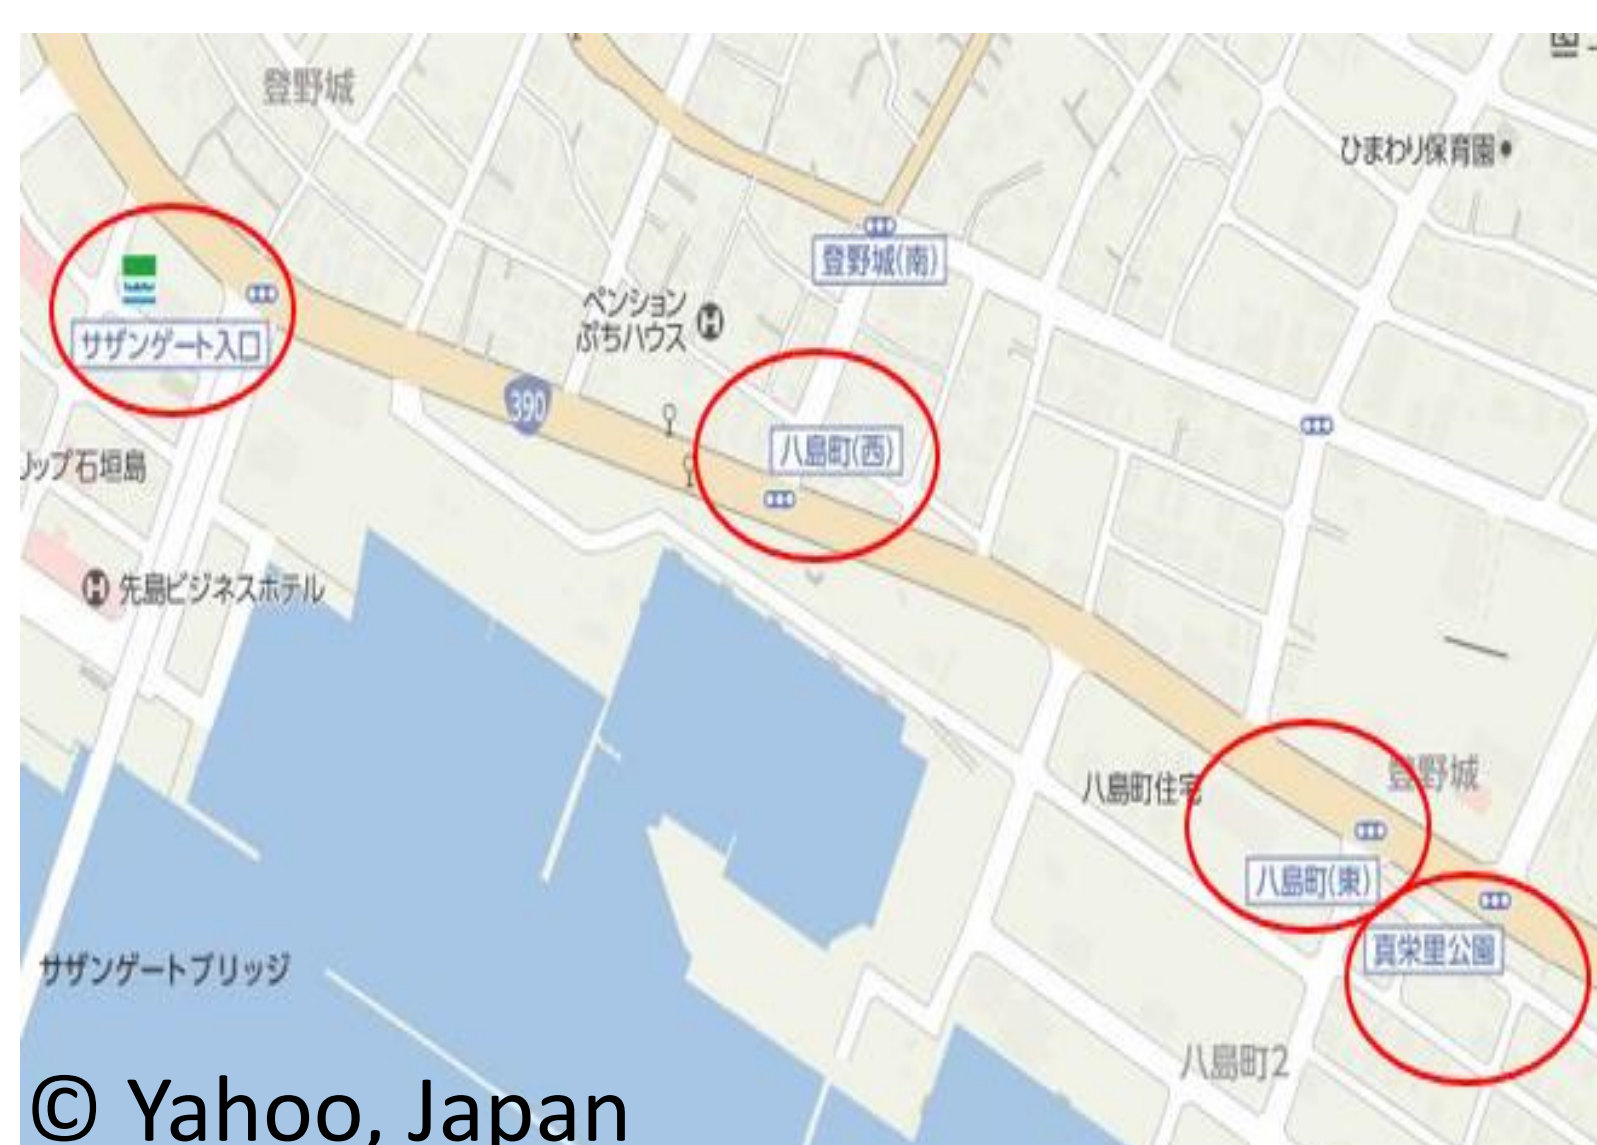 登野城
ひまわり保育園
登野城(南)
サザンゲート入口
ペンション
ぷちハウス
390
八島町(西)
ップ石垣島
先島ビジネスホテル
登野城
八島町住宅
八島町(東)
真栄里公園
サザンゲートブリッジ
八島町2
© Yahoo, Japan